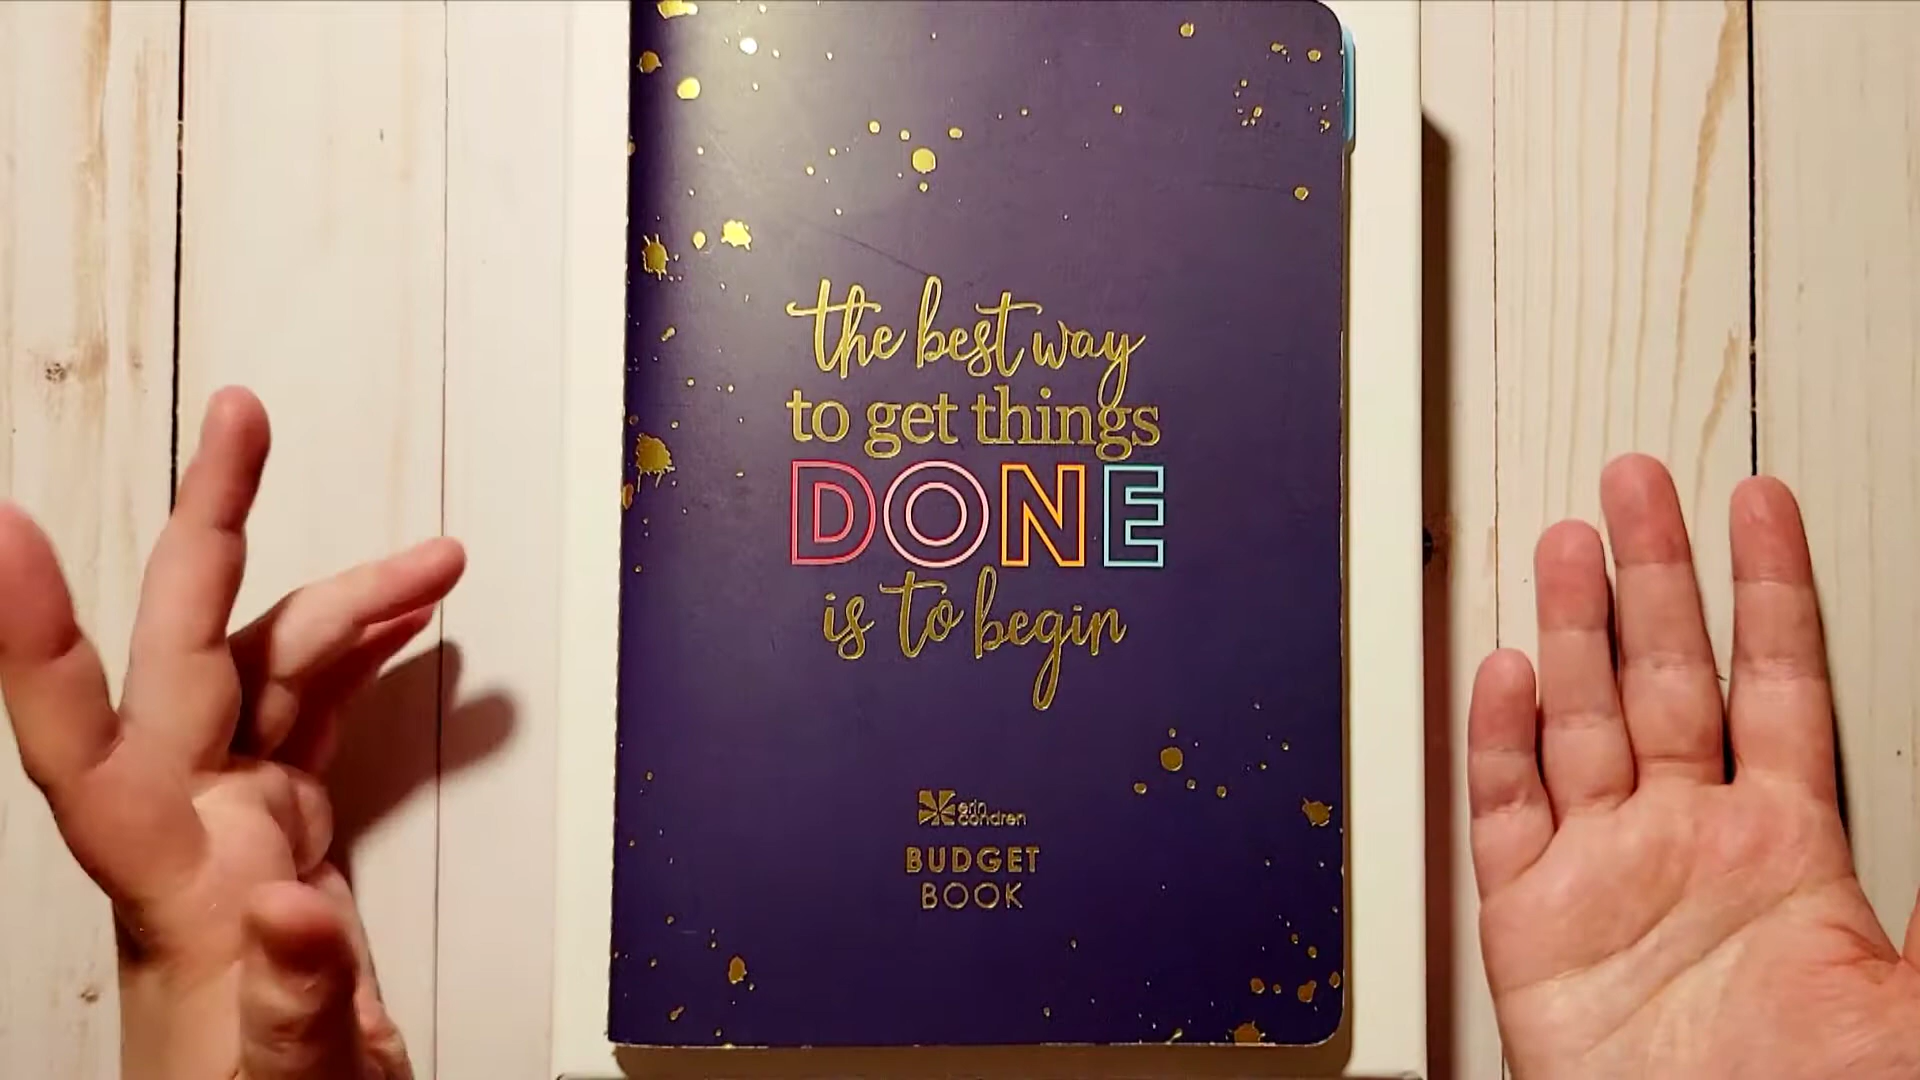 the best way
to get things
DONE
is to begin
erin
condren
BUDGET
BOOK